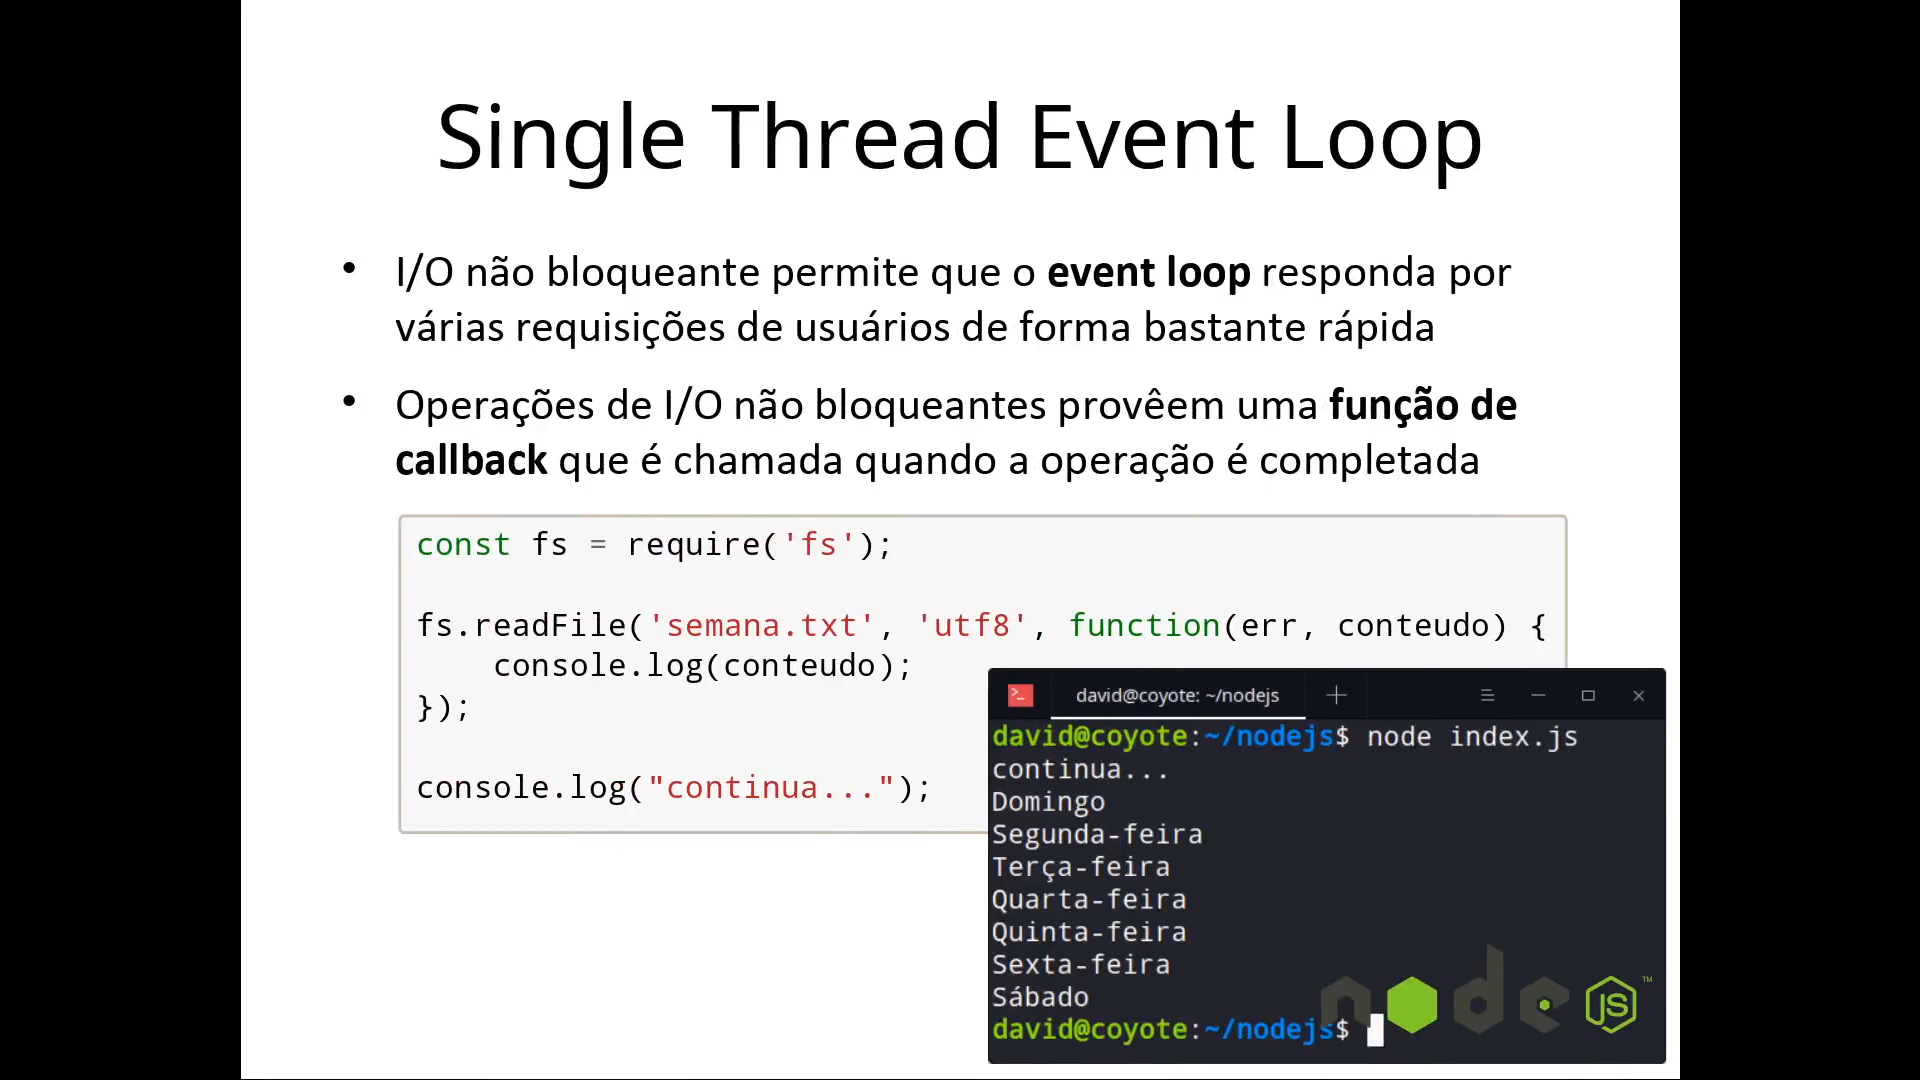 Single Thread Event Loop
• I/O não bloqueante permite que o event loop responda por
várias requisições de usuários de forma bastante rápida
• Operações de I/O não bloqueantes provêem uma função de
callback que é chamada quando a operação é completada
const fs = require('fs');
fs.readFile('semana.txt', 'utf8', function(err, conteudo) {
    console.log(conteudo);
});
console.log("continua...");
david@coyote: ~/nodejs
david@coyote:~/nodejs$ node index.js
continua...
Domingo
Segunda-feira
Terça-feira
Quarta-feira
Quinta-feira
Sexta-feira
Sábado
david@coyote:~/nodejs$
node JS ™